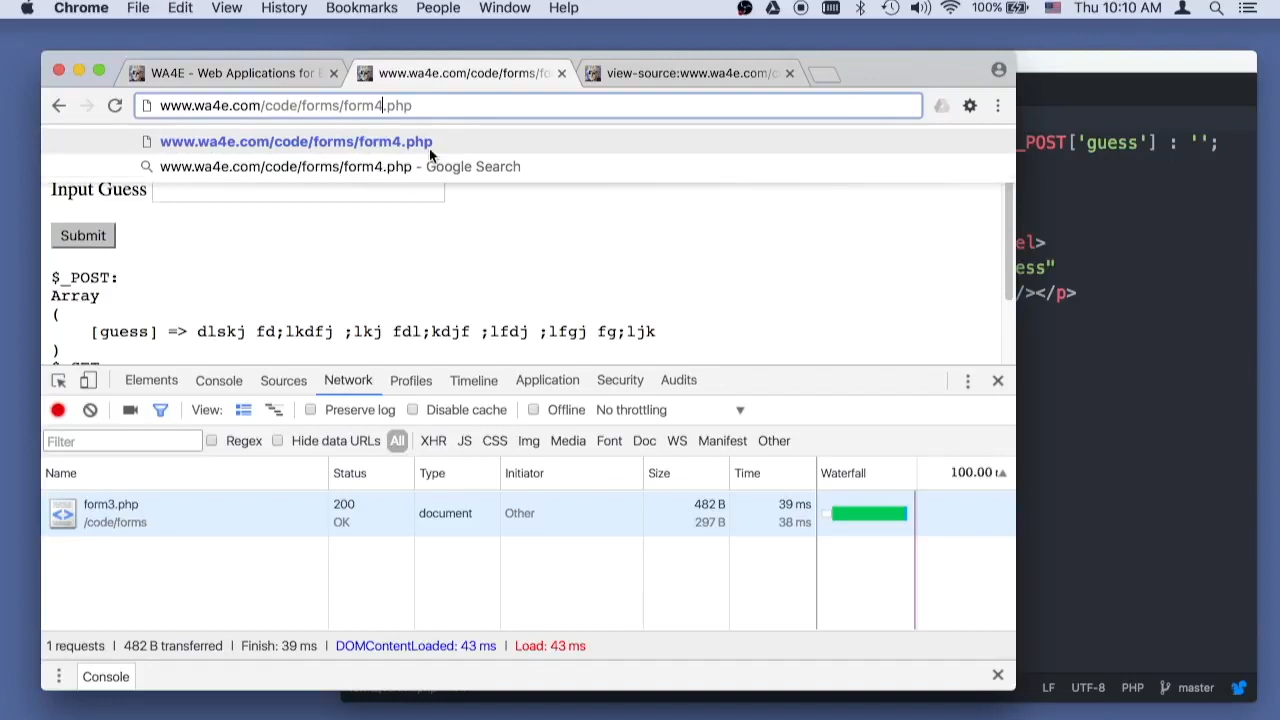 Chrome File Edit View History Bookmarks People Window Help 100% Thu 10:10 AM
WA4E - Web Applications for E
www.wa4e.com/code/forms/fo
view-source:www.wa4e.com/c
www.wa4e.com/code/forms/form4.php
www.wa4e.com/code/forms/form4.php
www.wa4e.com/code/forms/form4.php - Google Search
_POST['guess'] : '';
Input Guess
Submit
el>
ess"
/></p>
$_POST:
Array
(
[guess] => dlskj fd;lkdfj ;lkj fdl;kdjf ;lfdj ;lfgj fg;ljk
)
Elements Console Sources Network Profiles Timeline Application Security Audits
View: Preserve log Disable cache Offline No throttling
Filter Regex Hide data URLs All XHR JS CSS Img Media Font Doc WS Manifest Other
Name Status Type Initiator Size Time Waterfall 100.00
form3.php 200 document Other 482 B 39 ms
/code/forms OK 297 B 38 ms
1 requests | 482 B transferred | Finish: 39 ms | DOMContentLoaded: 43 ms | Load: 43 ms
Console
LF UTF-8 PHP master